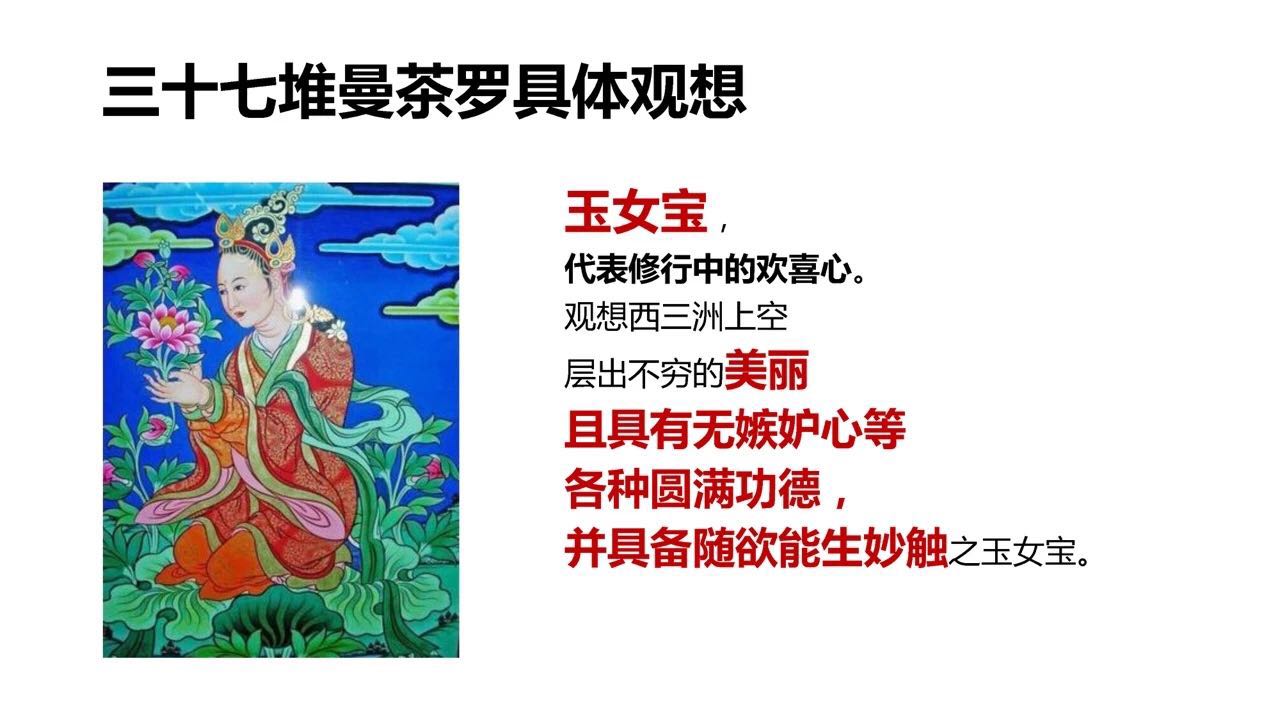 三十七堆曼茶罗具体观想
玉女宝，
代表修行中的欢喜心。
观想西三洲上空
层出不穷的美丽
且具有无嫉妒心等
各种圆满功德，
并具备随欲能生妙触之玉女宝。